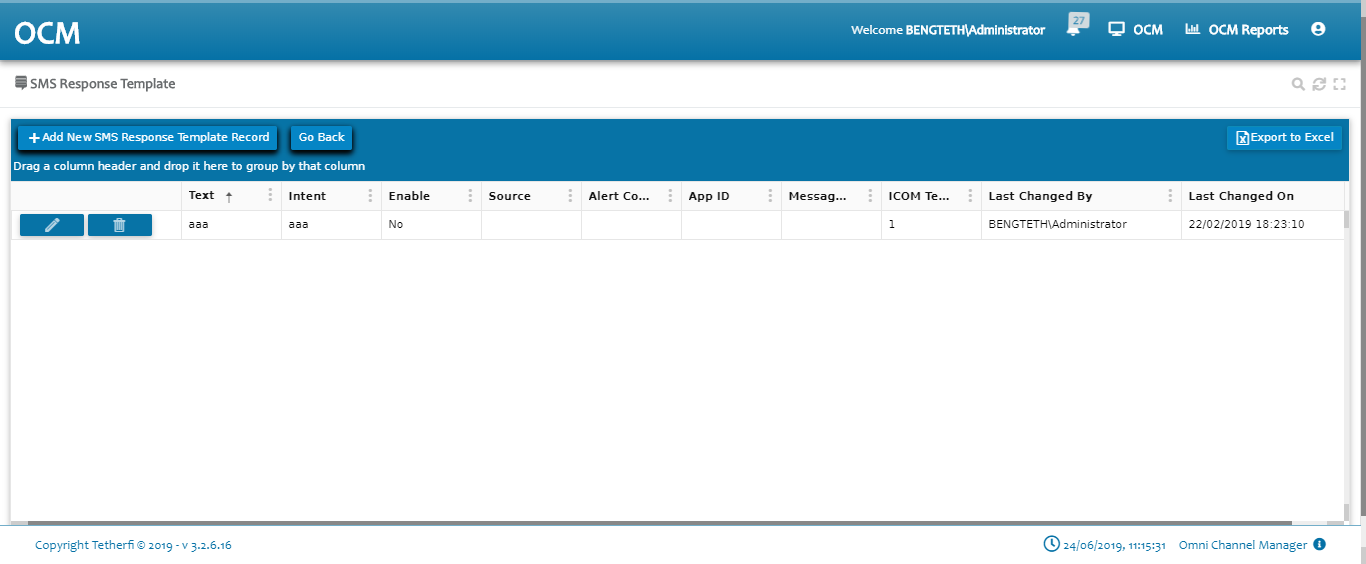 OCM
Welcome BENGTETH\Administrator
27
OCM
OCM Reports
SMS Response Template
Add New SMS Response Template Record
Go Back
Export to Excel
Drag a column header and drop it here to group by that column
Text Intent Enable Source Alert Co... App ID Messag... ICOM Te... Last Changed By Last Changed On
aaa aaa No 1 BENGTETH\Administrator 22/02/2019 18:23:10
Copyright Tetherfi © 2019 - v 3.2.6.16
24/06/2019, 11:15:31 Omni Channel Manager